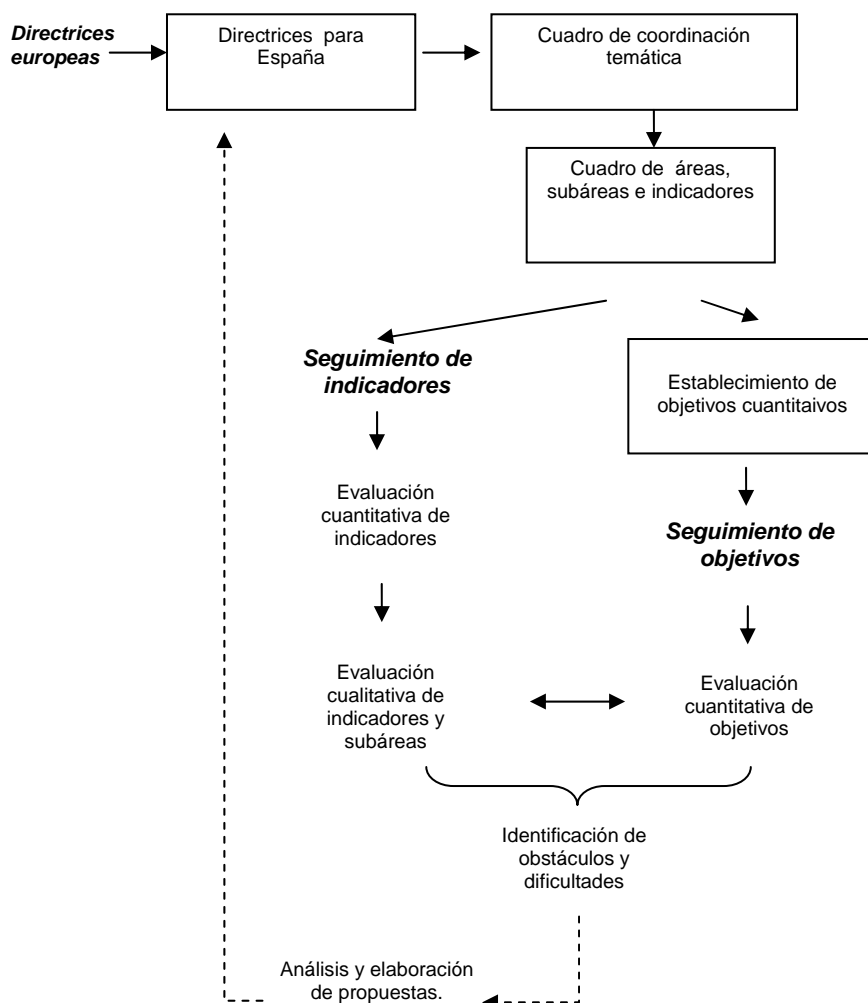 Directrices
europeas
Directrices para
España
Cuadro de coordinación
temática
Cuadro de áreas,
subáreas e indicadores
Seguimiento de
indicadores
Establecimiento de
objetivos cuantitaivos
Evaluación
cuantitativa de
indicadores
Seguimiento de
objetivos
Evaluación
cualitativa de
indicadores y
subáreas
Evaluación
cuantitativa de
objetivos
Identificación de
obstáculos y
dificultades
Análisis y elaboración
de propuestas.